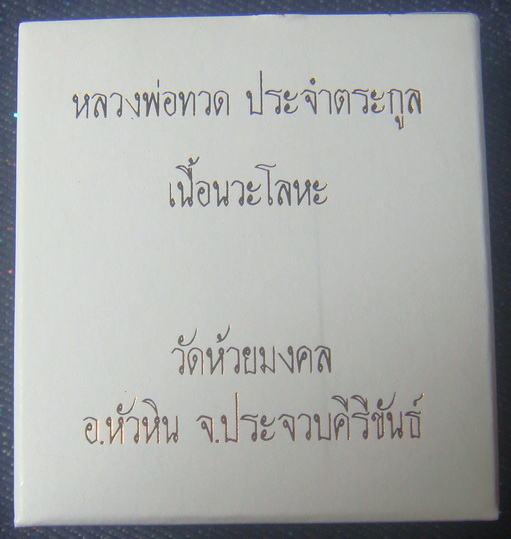 หลวงพ่อทวด ประจำตระกูล
เนื้อนวะโลหะ
วัดห้วยมงคล
อ.หัวหิน จ.ประจวบคีรีขันธ์